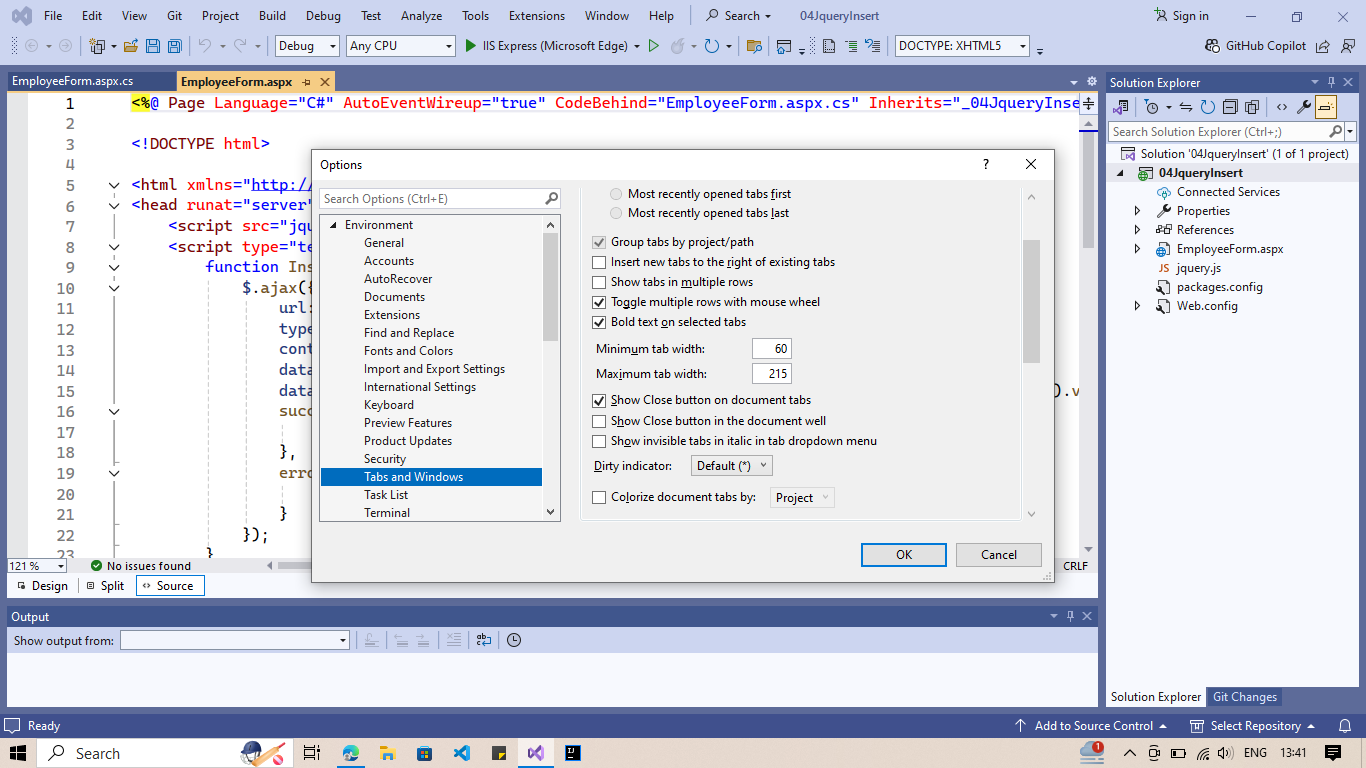 File Edit View Git Project Build Debug Test Analyze Tools Extensions Window Help Search 04JqueryInsert Sign in
Debug Any CPU IIS Express (Microsoft Edge) DOCTYPE: XHTML5 GitHub Copilot
EmployeeForm.aspx.cs EmployeeForm.aspx
1 <%@ Page Language="C#" AutoEventWireup="true" CodeBehind="EmployeeForm.aspx.cs" Inherits="_04JqueryInse
2
3 <!DOCTYPE html>
4
5 <html xmlns="http:/
6 <head runat="server"
7 <script src="jqu
8 <script type="te
9 function Ins
10 $.ajax({
11 url:
12 type
13 cont
14 data
15 data ).v
16 succ
17
18 },
19 erro
20
21 }
22 });
23 }
121 % No issues found CRLF
Design Split Source
Options ?
Search Options (Ctrl+E)
Environment
General
Accounts
AutoRecover
Documents
Extensions
Find and Replace
Fonts and Colors
Import and Export Settings
International Settings
Keyboard
Preview Features
Product Updates
Security
Tabs and Windows
Task List
Terminal
Most recently opened tabs first
Most recently opened tabs last
Group tabs by project/path
Insert new tabs to the right of existing tabs
Show tabs in multiple rows
Toggle multiple rows with mouse wheel
Bold text on selected tabs
Minimum tab width: 60
Maximum tab width: 215
Show Close button on document tabs
Show Close button in the document well
Show invisible tabs in italic in tab dropdown menu
Dirty indicator: Default (*)
Colorize document tabs by: Project
OK Cancel
Solution Explorer
Search Solution Explorer (Ctrl+;)
Solution '04JqueryInsert' (1 of 1 project)
04JqueryInsert
Connected Services
Properties
References
EmployeeForm.aspx
JS jquery.js
packages.config
Web.config
Solution Explorer Git Changes
Output
Show output from:
Ready Add to Source Control Select Repository
Search 1 ENG 13:41